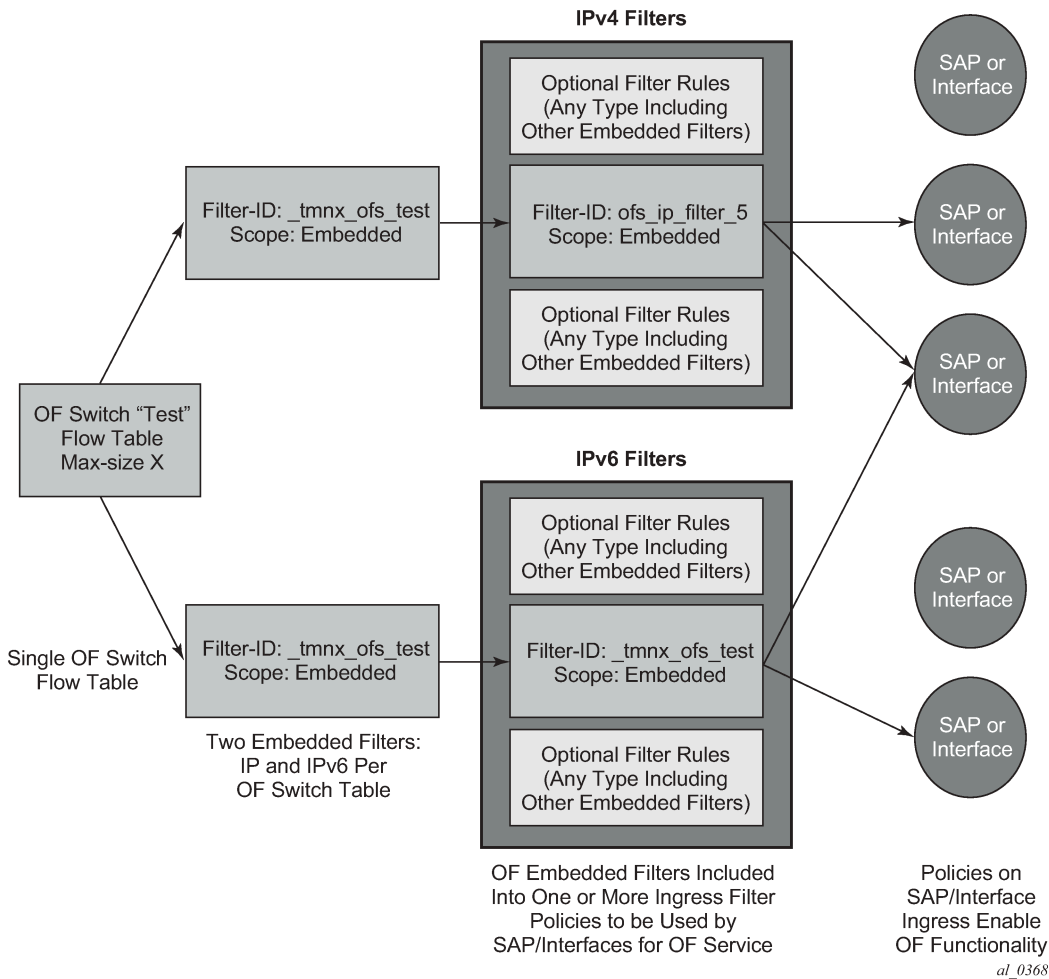 IPv4 Filters
Optional Filter Rules
(Any Type Including
Other Embedded Filters)
SAP or
Interface
Filter-ID: _tmnx_ofs_test
Scope: Embedded
Filter-ID: ofs_ip_filter_5
Scope: Embedded
SAP or
Interface
Optional Filter Rules
(Any Type Including
Other Embedded Filters)
SAP or
Interface
OF Switch “Test”
Flow Table
Max-size X
IPv6 Filters
Optional Filter Rules
(Any Type Including
Other Embedded Filters)
SAP or
Interface
Single OF Switch
Flow Table
Filter-ID: _tmnx_ofs_test
Scope: Embedded
Filter-ID: _tmnx_ofs_test
Scope: Embedded
SAP or
Interface
Two Embedded Filters:
IP and IPv6 Per
OF Switch Table
Optional Filter Rules
(Any Type Including
Other Embedded Filters)
OF Embedded Filters Included
Into One or More Ingress Filter
Policies to be Used by
SAP/Interfaces for OF Service
Policies on
SAP/Interface
Ingress Enable
OF Functionality
al_0368